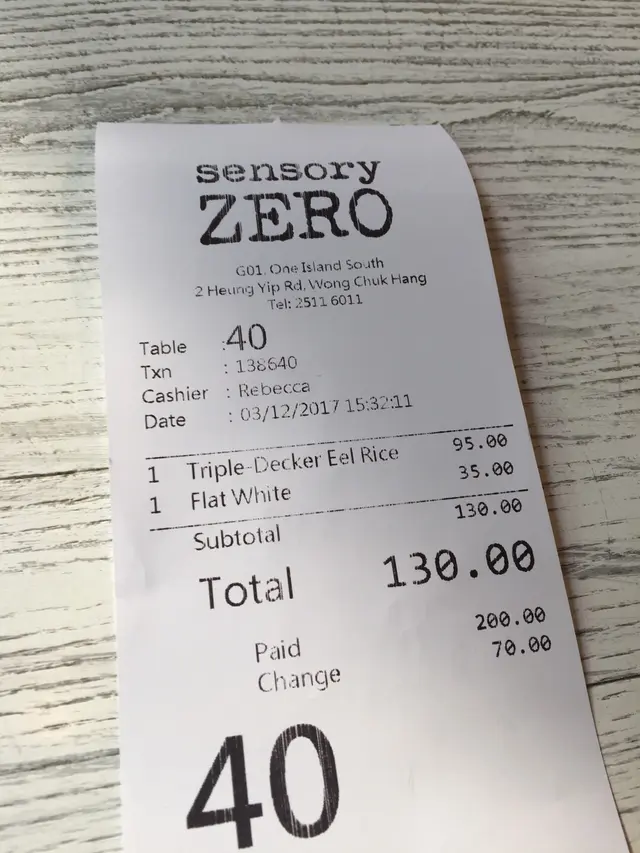 sensory
ZERO
G01, One Island South
2 Heung Yip Rd, Wong Chuk Hang
Tel: 2511 6011
Table :40
Txn : 138640
Cashier : Rebecca
Date : 03/12/2017 15:32:11
1 Triple-Decker Eel Rice 95.00
1 Flat White 35.00
Subtotal 130.00
Total 130.00
Paid 200.00
Change 70.00
40